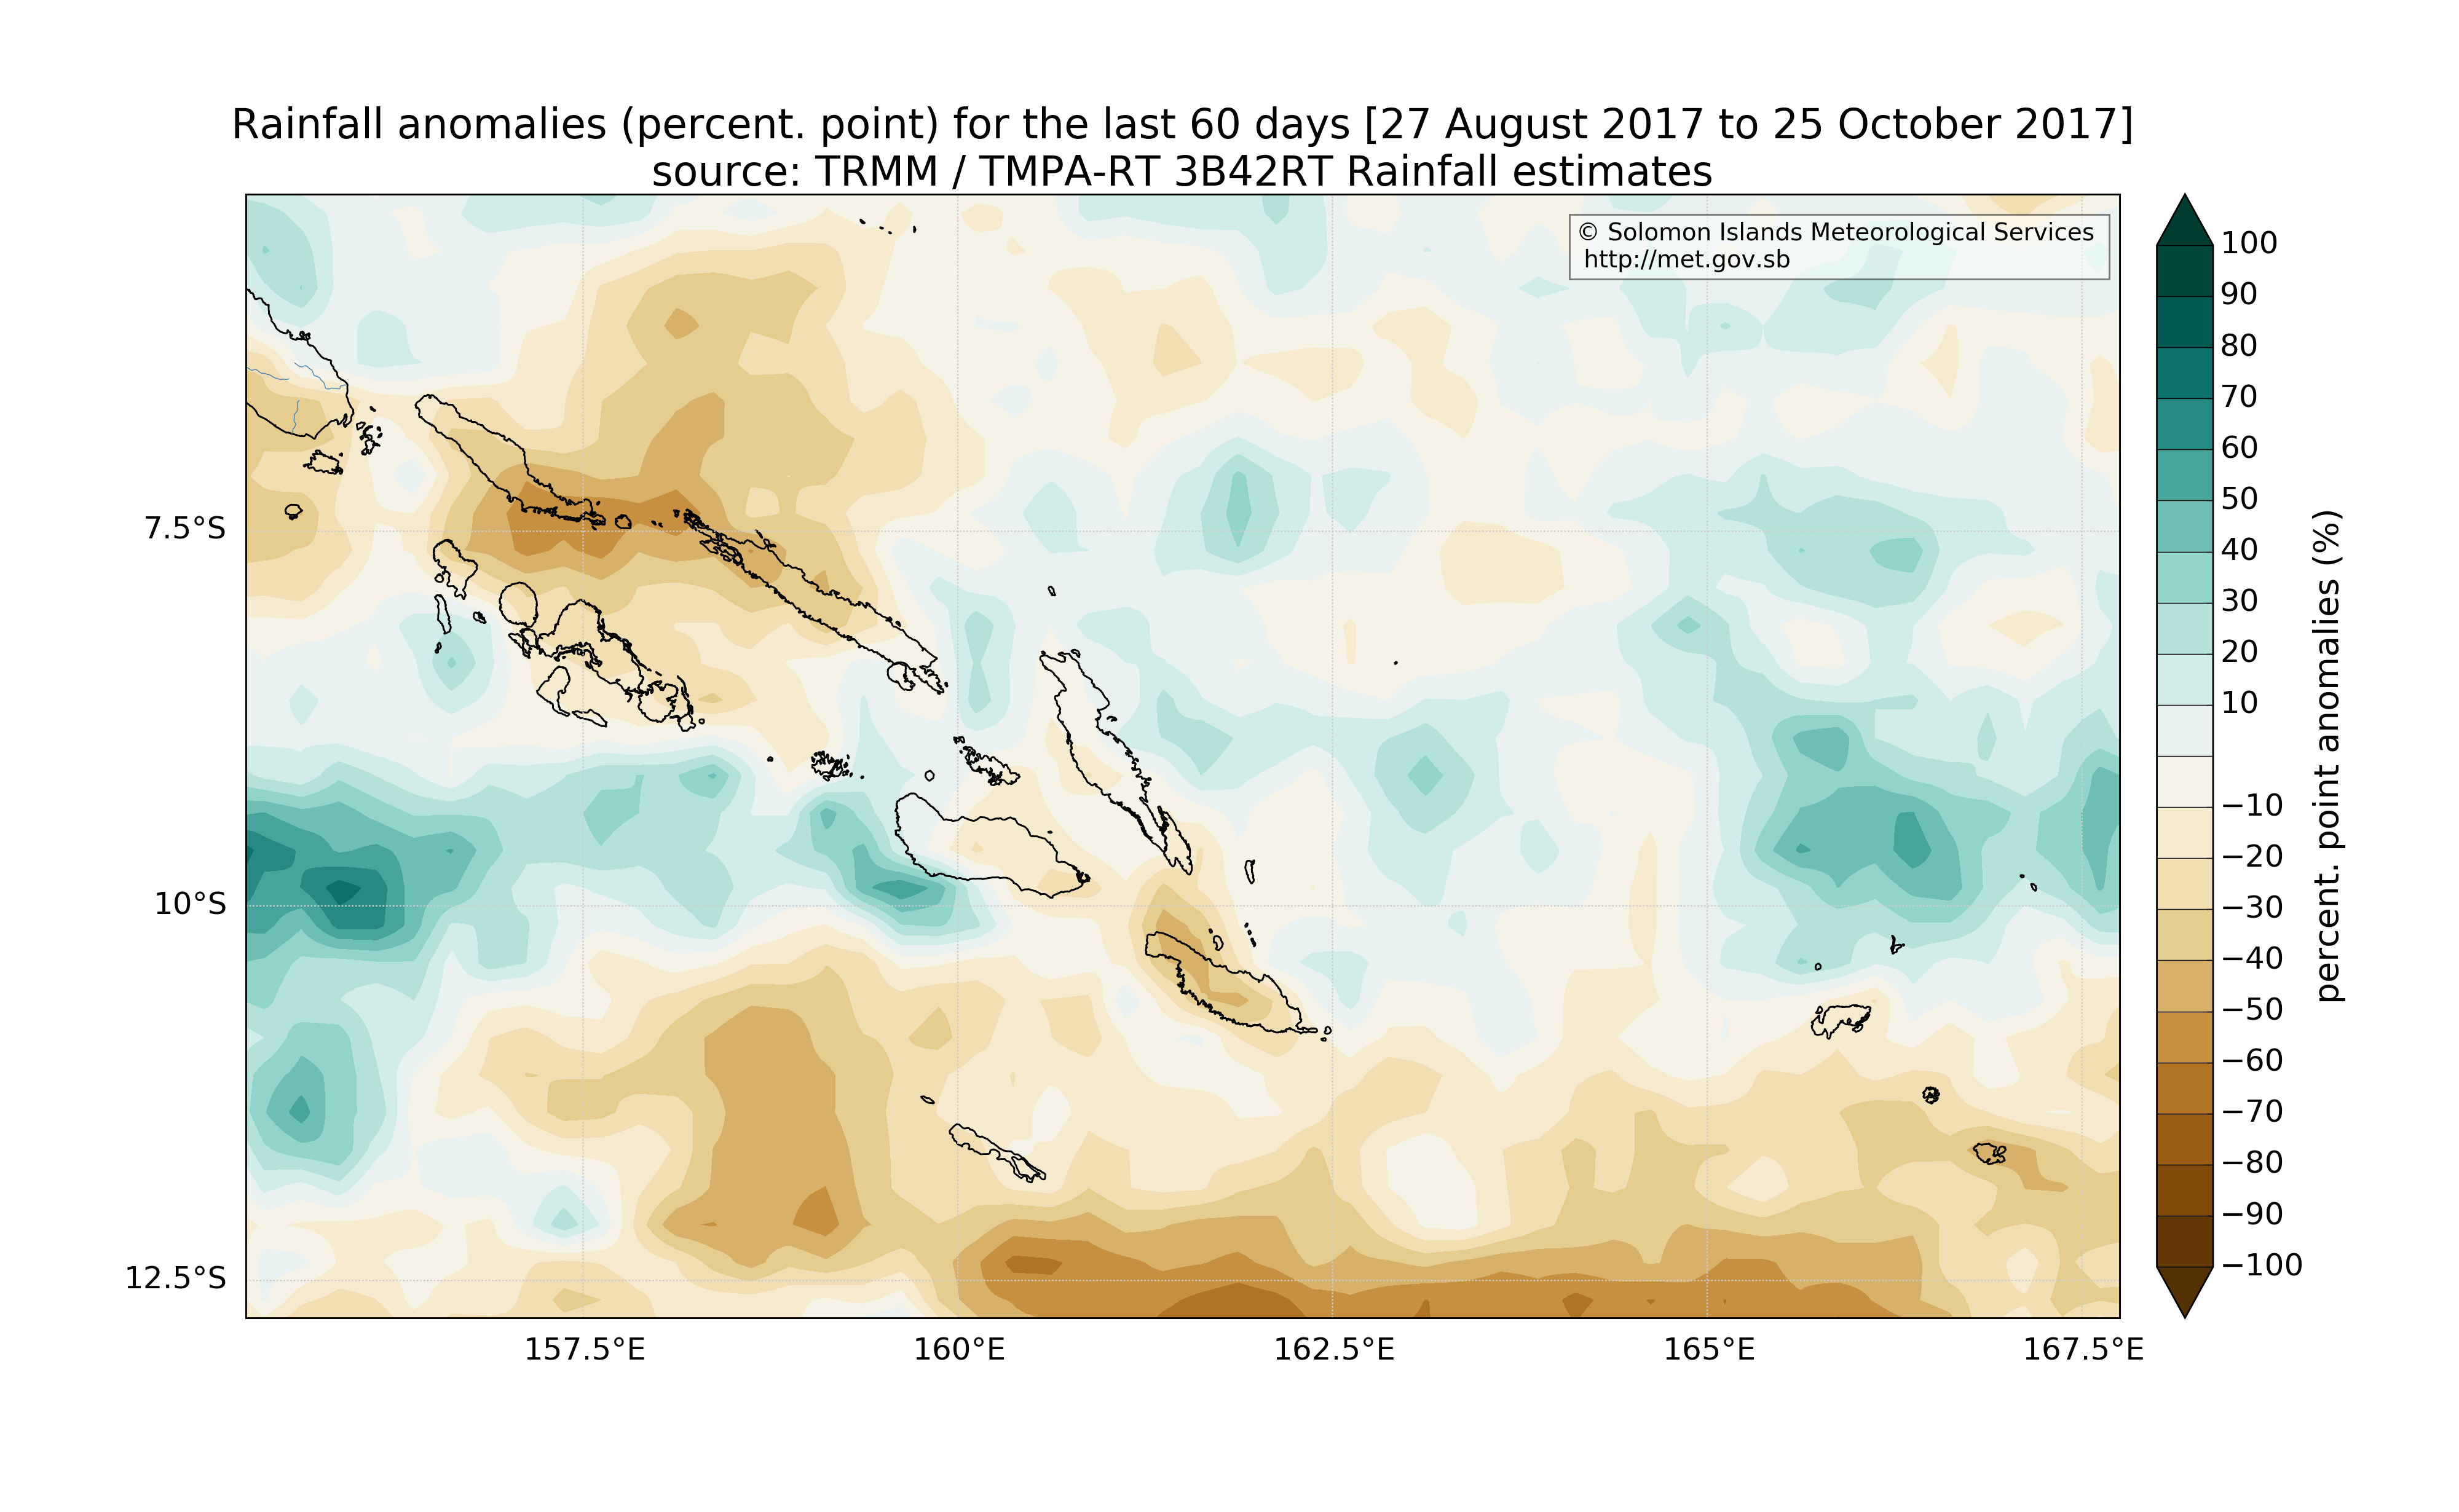 Rainfall anomalies (percent. point) for the last 60 days [27 August 2017 to 25 October 2017]
source: TRMM / TMPA-RT 3B42RT Rainfall estimates
© Solomon Islands Meteorological Services
http://met.gov.sb
7.5°S
10°S
12.5°S
157.5°E
160°E
162.5°E
165°E
167.5°E
100
90
80
70
60
50
40
30
20
10
−10
−20
−30
−40
−50
−60
−70
−80
−90
−100
percent. point anomalies (%)